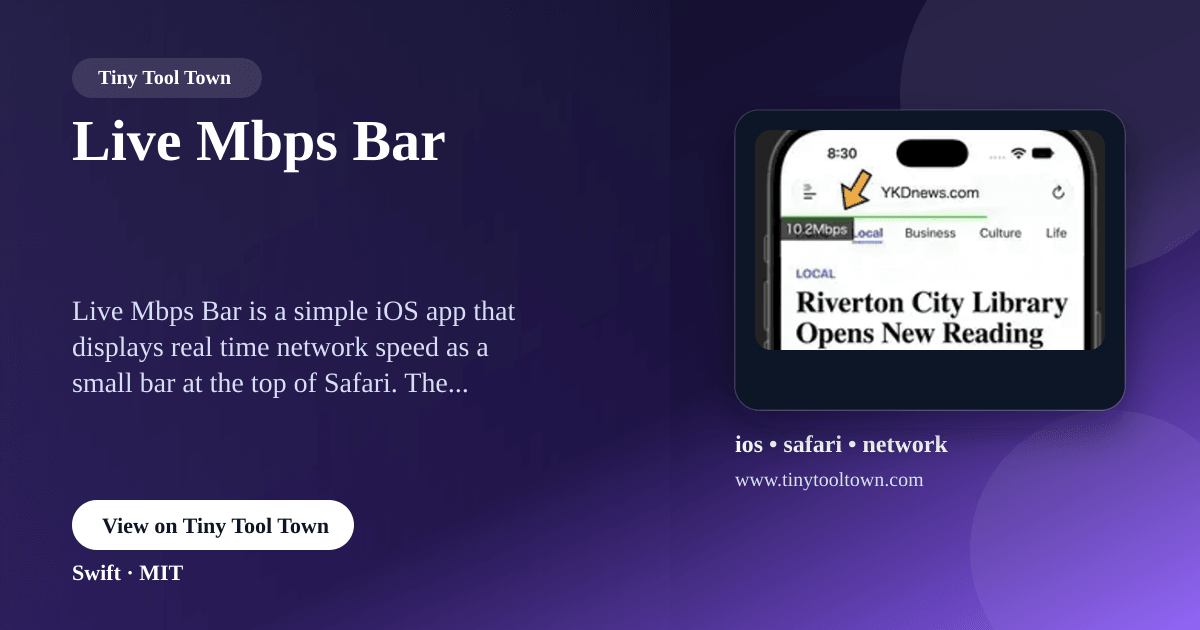 Tiny Tool Town
Live Mbps Bar
Live Mbps Bar is a simple iOS app that
displays real time network speed as a
small bar at the top of Safari. The...
View on Tiny Tool Town
Swift · MIT
8:30
YKDnews.com
10.2Mbps Local Business Culture Life
LOCAL
Riverton City Library
Opens New Reading
ios • safari • network
www.tinytooltown.com